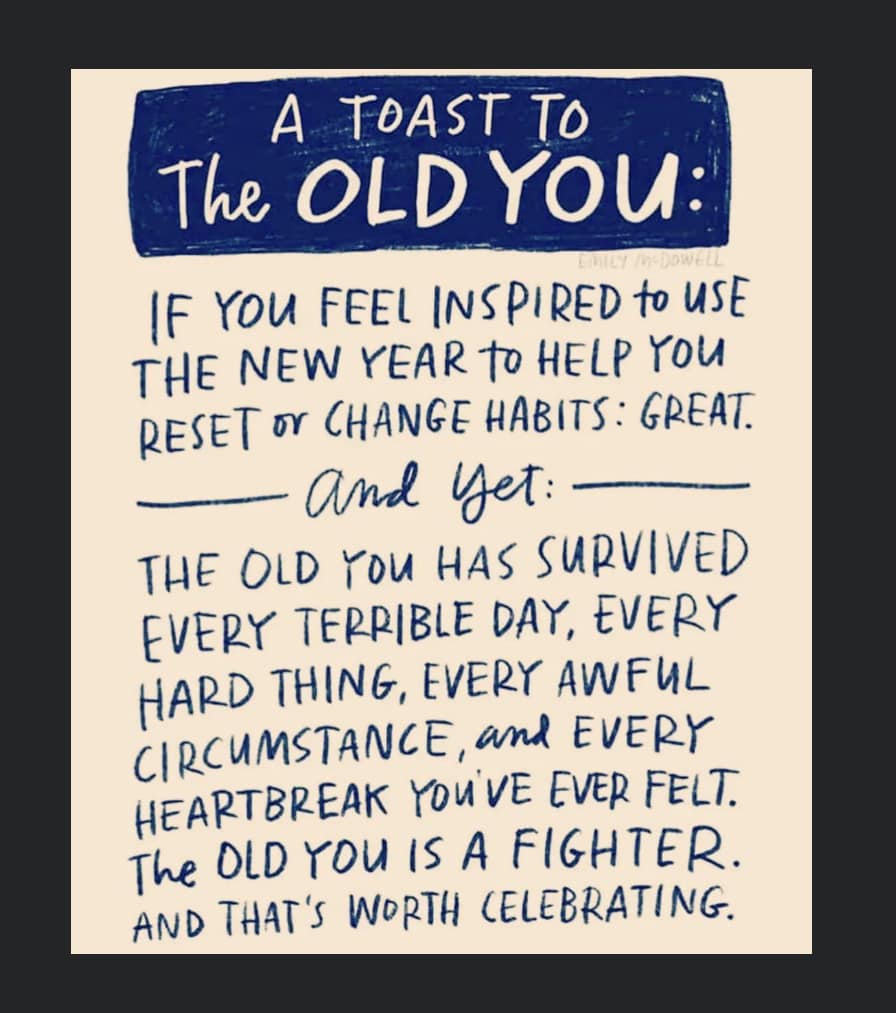 A TOAST TO
The OLD YOU:
EMILY McDOWELL
IF YOU FEEL INSPIRED to USE
THE NEW YEAR to HELP YOU
RESET or CHANGE HABITS: GREAT.
and yet:
THE OLD YOU HAS SURVIVED
EVERY TERRIBLE DAY, EVERY
HARD THING, EVERY AWFUL
CIRCUMSTANCE, and EVERY
HEARTBREAK YOU'VE EVER FELT.
The OLD YOU IS A FIGHTER.
AND THAT'S WORTH CELEBRATING.